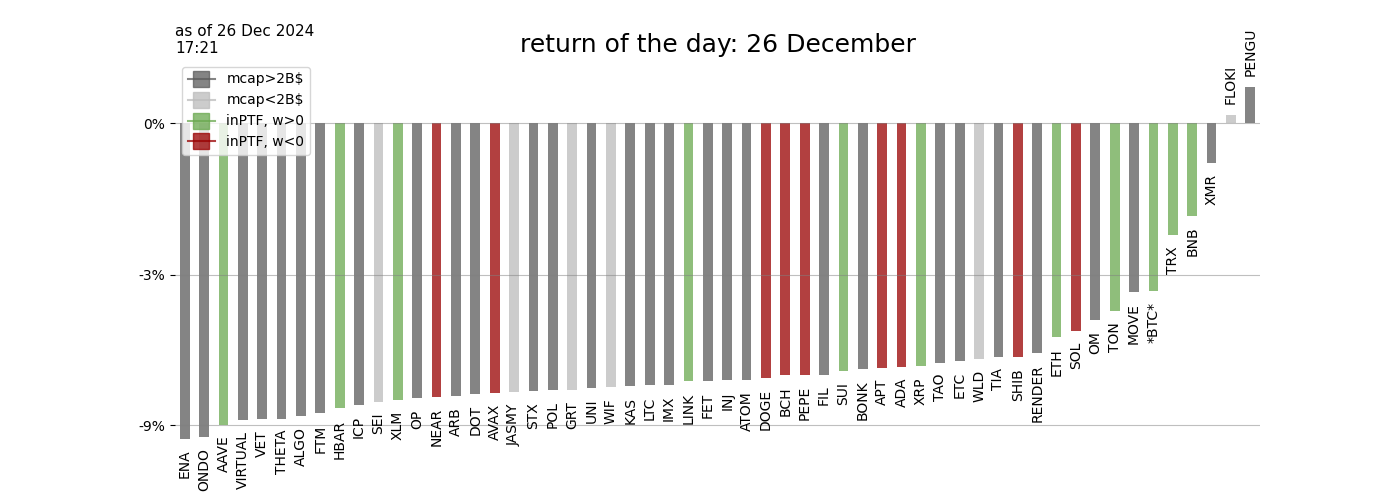 as of 26 Dec 2024
17:21
return of the day: 26 December
mcap>2B$
mcap<2B$
inPTF, w>0
inPTF, w<0
0%
-3%
-9%
ENA
ONDO
AAVE
VIRTUAL
VET
THETA
ALGO
FTM
HBAR
ICP
SEI
XLM
OP
NEAR
ARB
DOT
AVAX
JASMY
STX
POL
GRT
UNI
WIF
KAS
LTC
IMX
LINK
FET
INJ
ATOM
DOGE
BCH
PEPE
FIL
SUI
BONK
APT
ADA
XRP
TAO
ETC
WLD
TIA
SHIB
RENDER
ETH
SOL
OM
TON
MOVE
*BTC*
TRX
BNB
XMR
FLOKI
PENGU